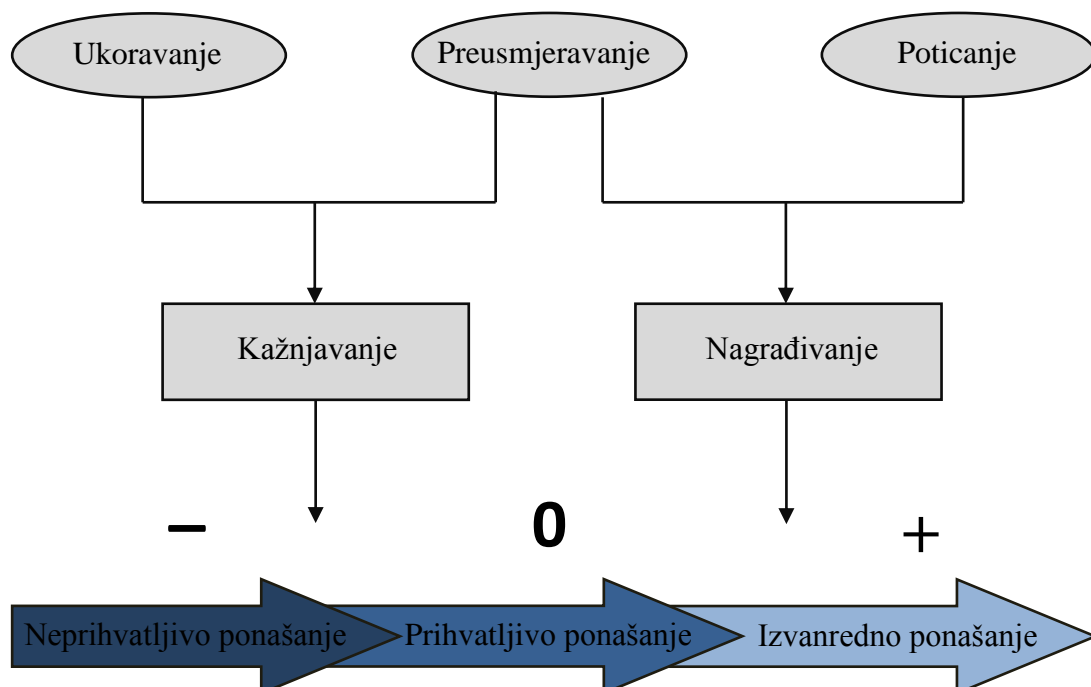 Ukoravanje
Preusmjeravanje
Poticanje
Kažnjavanje
Nagrađivanje
– 0 +
Neprihvatljivo ponašanje
Prihvatljivo ponašanje
Izvanredno ponašanje